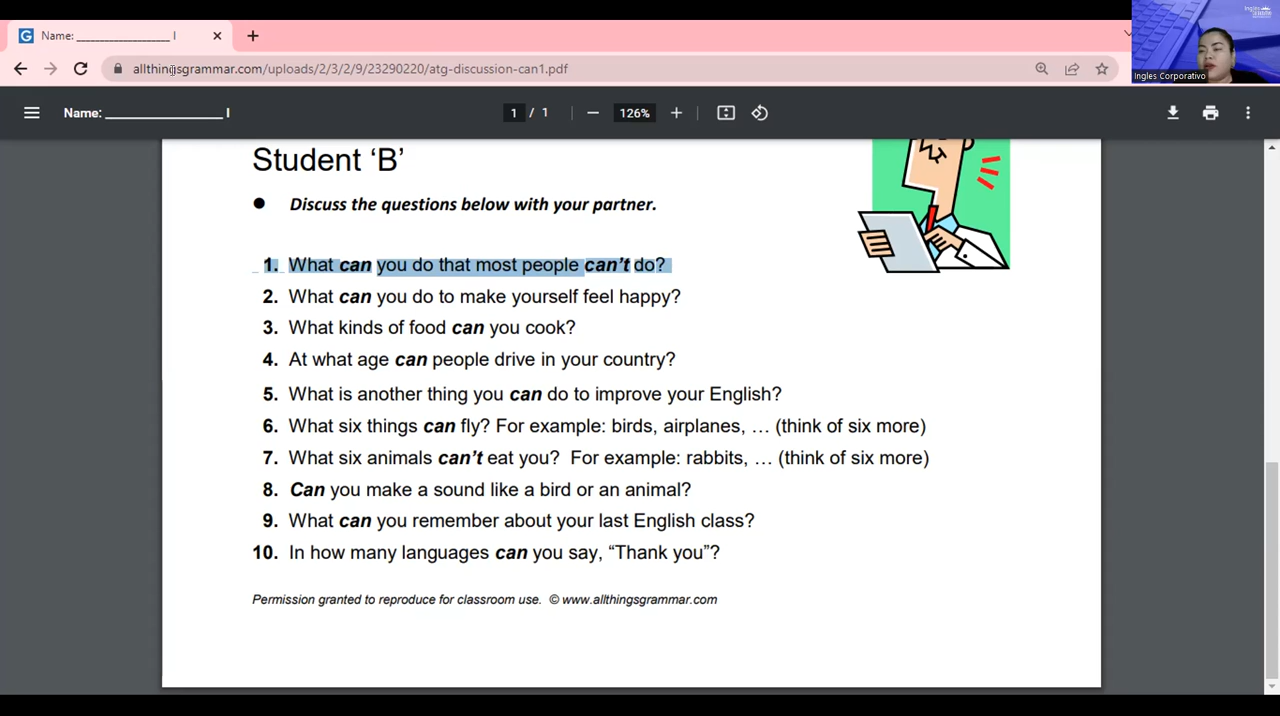 Name: __________________ I
allthingsgrammar.com/uploads/2/3/2/9/23290220/atg-discussion-can1.pdf
Ingles Corporativo
Name: __________________ I
1 / 1
126%
Student ‘B’
● Discuss the questions below with your partner.
1. What can you do that most people can’t do?
2. What can you do to make yourself feel happy?
3. What kinds of food can you cook?
4. At what age can people drive in your country?
5. What is another thing you can do to improve your English?
6. What six things can fly? For example: birds, airplanes, … (think of six more)
7. What six animals can’t eat you? For example: rabbits, … (think of six more)
8. Can you make a sound like a bird or an animal?
9. What can you remember about your last English class?
10. In how many languages can you say, “Thank you”?
Permission granted to reproduce for classroom use. © www.allthingsgrammar.com